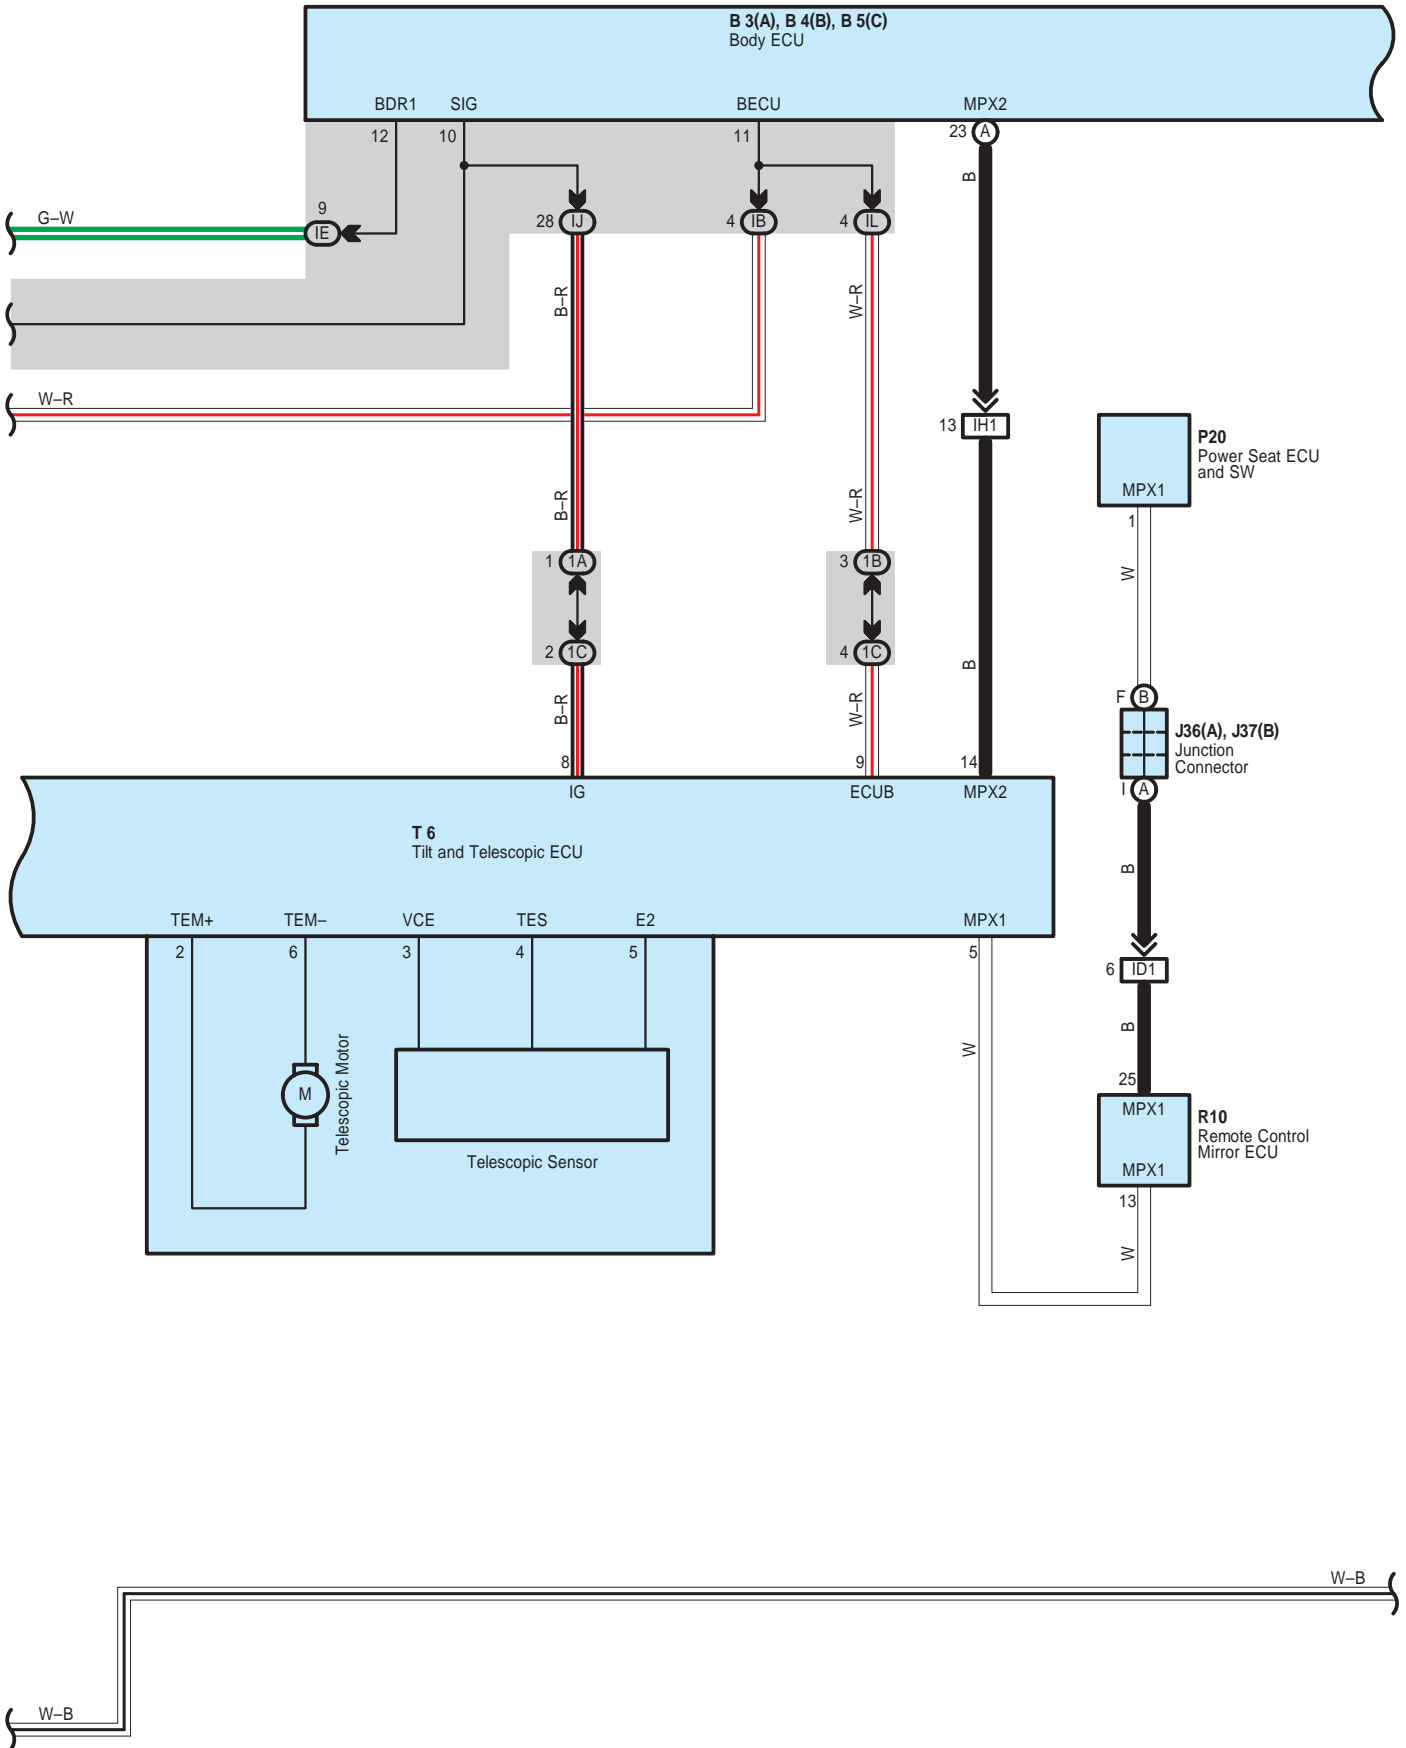 B 3(A), B 4(B), B 5(C)
Body ECU
BDR1 SIG BECU MPX2
12 10 11 23 A
B
9
G–W
IE
28 IJ 4 IB 4 IL
B–R W–R
W–R
13 IH1
P20
Power Seat ECU
and SW
MPX1
1
B–R W–R
1 1A 3 1B
W
2 1C 4 1C
B
B–R W–R
F B
J36(A), J37(B)
Junction
Connector
I A
8 9 14
IG ECUB MPX2
T 6
Tilt and Telescopic ECU
B
TEM+ TEM– VCE TES E2 MPX1
2 6 3 4 5 5
6 ID1
B
W
25
M
Telescopic Motor
Telescopic Sensor
MPX1
R10
Remote Control
Mirror ECU
MPX1
13
W
W–B
W–B